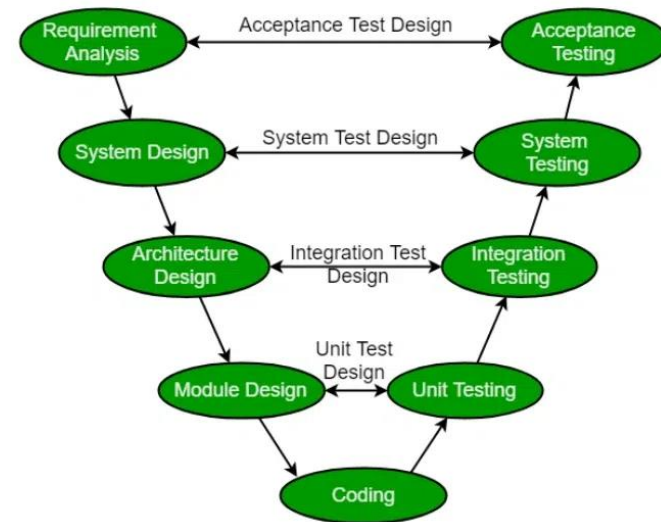 Requirement
Analysis
Acceptance Test Design
Acceptance
Testing
System Design
System Test Design
System
Testing
Architecture
Design
Integration Test
Design
Integration
Testing
Module Design
Unit Test
Design
Unit Testing
Coding